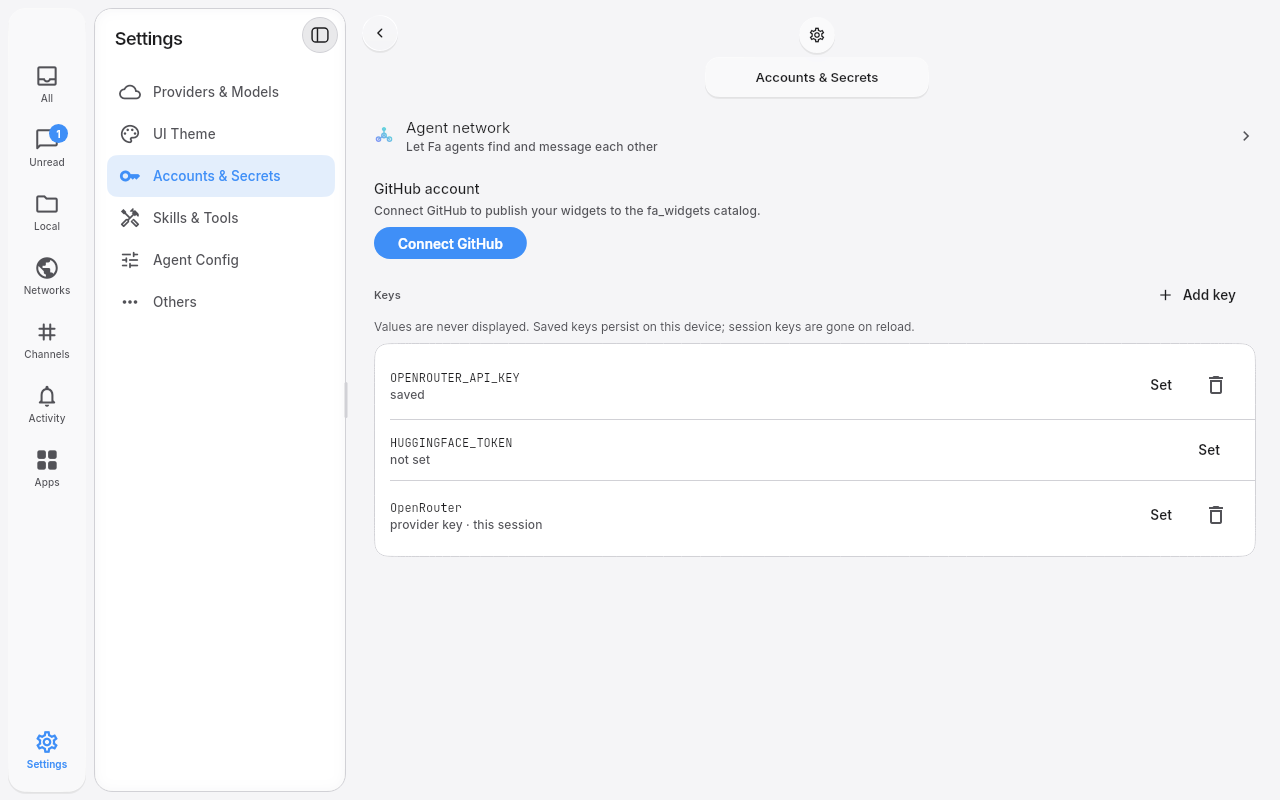 All
1
Unread
Local
Networks
Channels
Activity
Apps
Settings
Settings
Providers & Models
UI Theme
Accounts & Secrets
Skills & Tools
Agent Config
Others
Accounts & Secrets
Agent network
Let Fa agents find and message each other
GitHub account
Connect GitHub to publish your widgets to the fa_widgets catalog.
Connect GitHub
Keys
Add key
Values are never displayed. Saved keys persist on this device; session keys are gone on reload.
OPENROUTER_API_KEY
saved
Set
HUGGINGFACE_TOKEN
not set
Set
OpenRouter
provider key · this session
Set